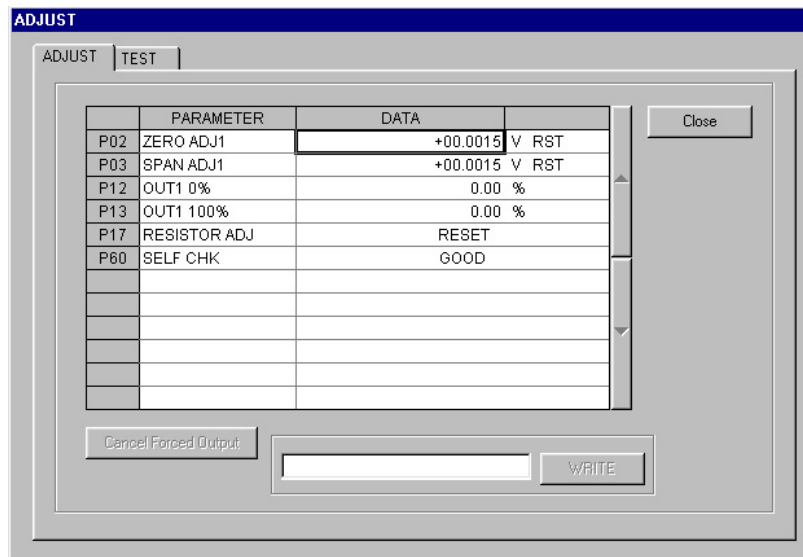 ADJUST
ADJUST TEST
PARAMETER DATA
P02 ZERO ADJ1 +00.0015 V RST
P03 SPAN ADJ1 +00.0015 V RST
P12 OUT1 0% 0.00 %
P13 OUT1 100% 0.00 %
P17 RESISTOR ADJ RESET
P60 SELF CHK GOOD
Close
Cancel Forced Output
WRITE